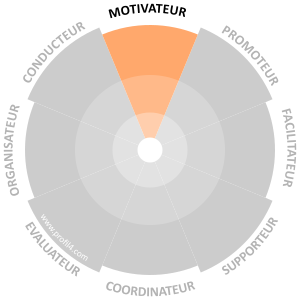 MOTIVATEUR
PROMOTEUR
FACILITATEUR
SUPPORTEUR
COORDINATEUR
EVALUATEUR
www.profil4.com
ORGANISATEUR
CONDUCTEUR